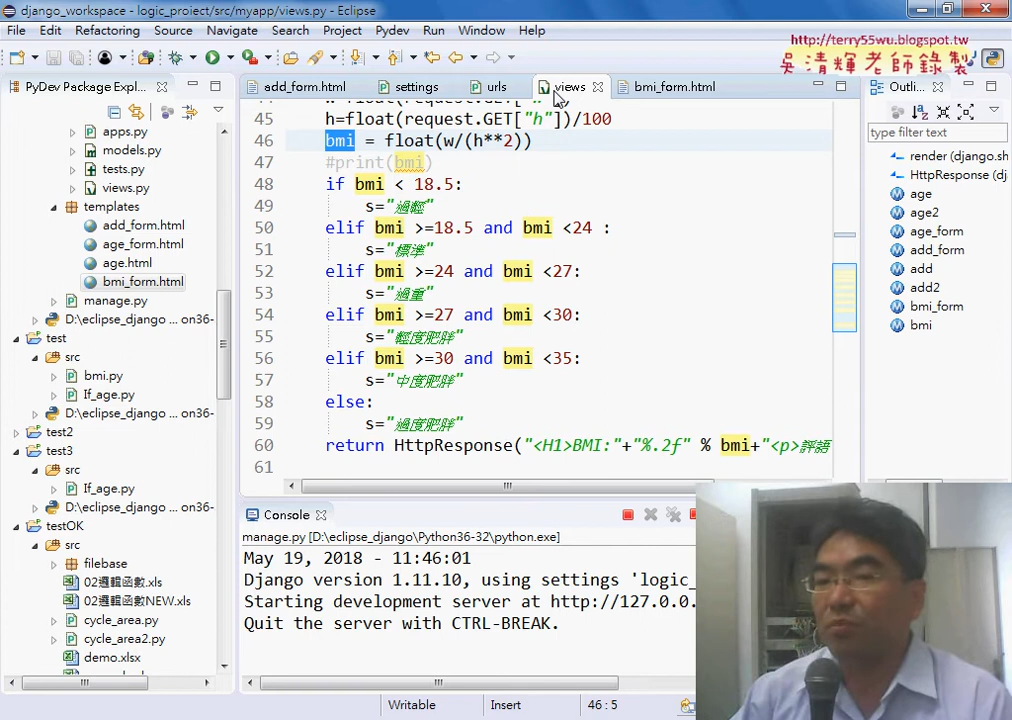 django_workspace - logic_project/src/myapp/views.py - Eclipse
File Edit Refactoring Source Navigate Search Project Pydev Run Window Help
http://terry55wu.blogspot.tw
吳清輝老師錄製
PyDev Package Expl...
add_form.html
settings
urls
views
bmi_form.html
Outli...
type filter text
apps.py
models.py
tests.py
views.py
templates
add_form.html
age_form.html
age.html
bmi_form.html
manage.py
D:\eclipse_django ... on36-
test
src
bmi.py
If_age.py
D:\eclipse_django ... on36-
test2
test3
src
If_age.py
D:\eclipse_django ... on36-
testOK
src
filebase
02邏輯函數.xls
02邏輯函數NEW.xls
cycle_area.py
cycle_area2.py
demo.xlsx
45 h=float(request.GET["h"])/100
46 bmi = float(w/(h**2))
47 #print(bmi)
48 if bmi < 18.5:
49 s="過輕"
50 elif bmi >=18.5 and bmi <24 :
51 s="標準"
52 elif bmi >=24 and bmi <27:
53 s="過重"
54 elif bmi >=27 and bmi <30:
55 s="輕度肥胖"
56 elif bmi >=30 and bmi <35:
57 s="中度肥胖"
58 else:
59 s="過度肥胖"
60 return HttpResponse("<H1>BMI:"+"%.2f" % bmi+"<p>評語
61
render (django.sh
HttpResponse (dj
age
age2
age_form
add_form
add
add2
bmi_form
bmi
Console
manage.py [D:\eclipse_django\Python36-32\python.exe]
May 19, 2018 - 11:46:01
Django version 1.11.10, using settings 'logic_
Starting development server at http://127.0.0.
Quit the server with CTRL-BREAK.
Writable Insert 46 : 5